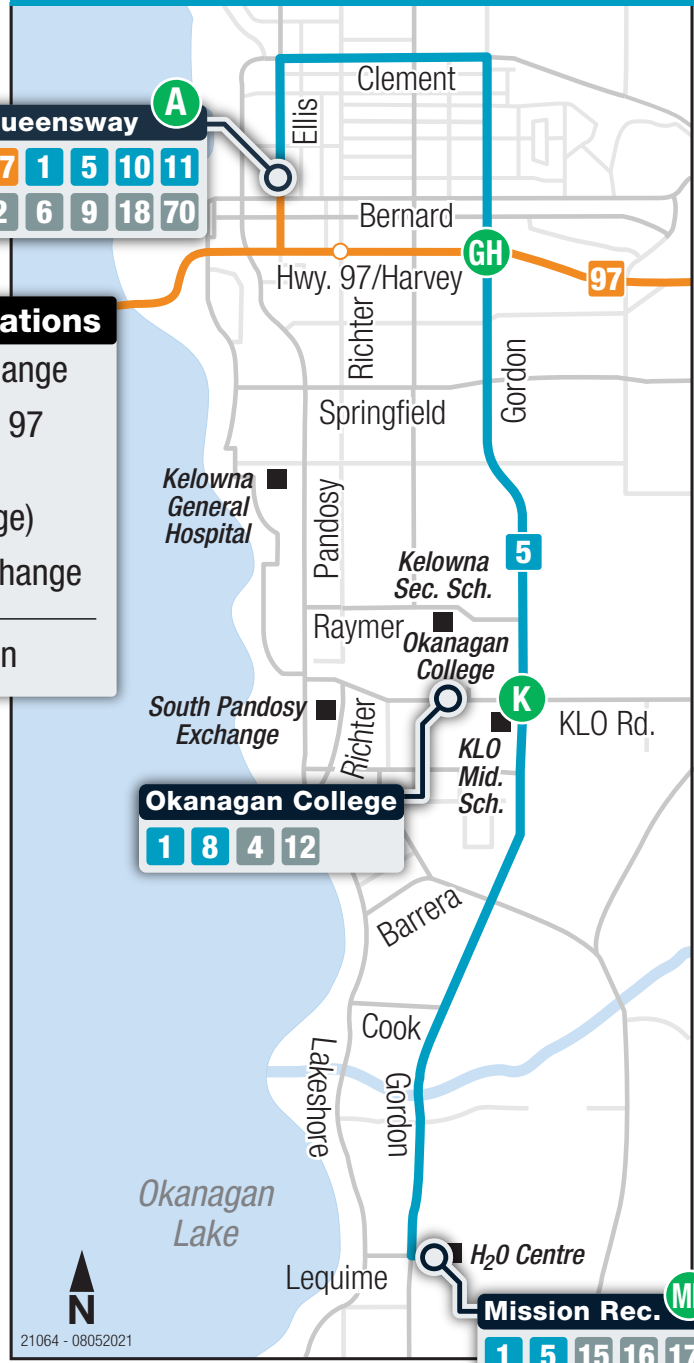 Clement
A
Ellis
ueensway
7 1 5 10 11
2 6 9 18 70
Bernard
GH
Hwy. 97/Harvey
97
ations
ange
97
ge)
hange
n
Richter
Gordon
Springfield
Kelowna
General
Hospital
Pandosy
5
Kelowna
Sec. Sch.
Raymer
Okanagan
College
K
South Pandosy
Exchange
Richter
KLO Rd.
KLO
Mid.
Sch.
Okanagan College
1 8 4 12
Barrera
Cook
Lakeshore
Gordon
Okanagan
Lake
H2O Centre
Lequime
N
21064 - 08052021
Mission Rec. M
1 5 15 16 17